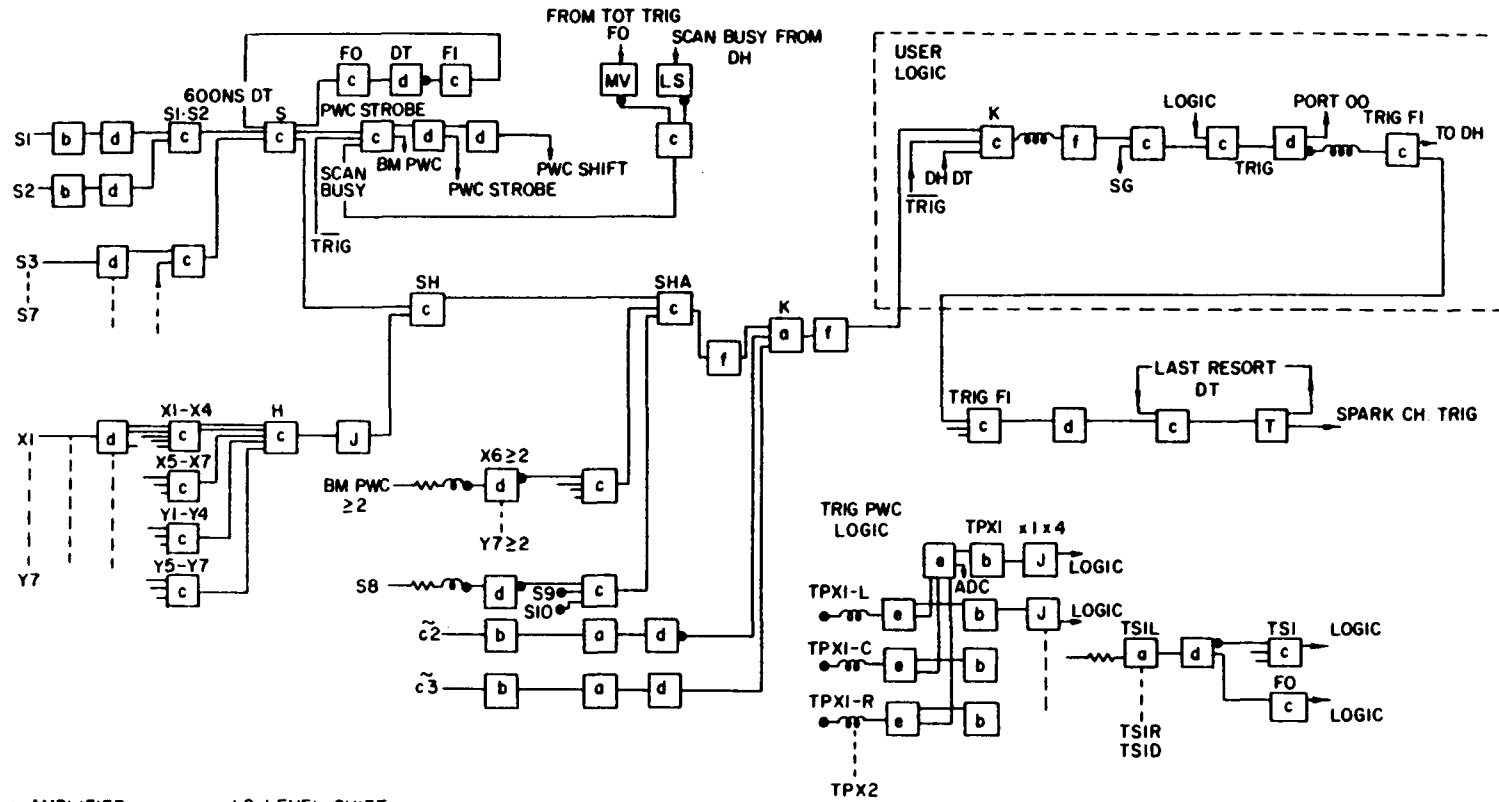 FROM TOT TRIG
FO
SCAN BUSY FROM
DH
USER
LOGIC
FO DT FI
c d c
MV LS
600NS DT
S1·S2 S
PWC STROBE
LOGIC
PORT OO
TRIG FI
TO DH
K
S1 b d c c c d d c
BM PWC
PWC STROBE
PWC SHIFT
SCAN
BUSY
c f c c d c
SG
TRIG
DH DT
TRIG
S2 b d
TRIG
S3 d c
S7
SH SHA
c c
K
f a f
LAST RESORT
DT
TRIG FI
c d c T
SPARK CH. TRIG
X1-X4 H
X1 d c c J
X5-X7
c
Y1-Y4
c
Y5-Y7
c
Y7
X6≥2
BM PWC
≥2
d c
Y7≥2
TRIG PWC
LOGIC
TPX1 x1x4
a b J
LOGIC
ADC
S8 d c
S9
S10
TPX1-L
e b J
LOGIC
c̃2 b a d
TPX1-C
e b
TSIL TSI
a d c
LOGIC
c̃3 b a d
TPX1-R
e b
FO
c
LOGIC
TSIR
TSID
TPX2